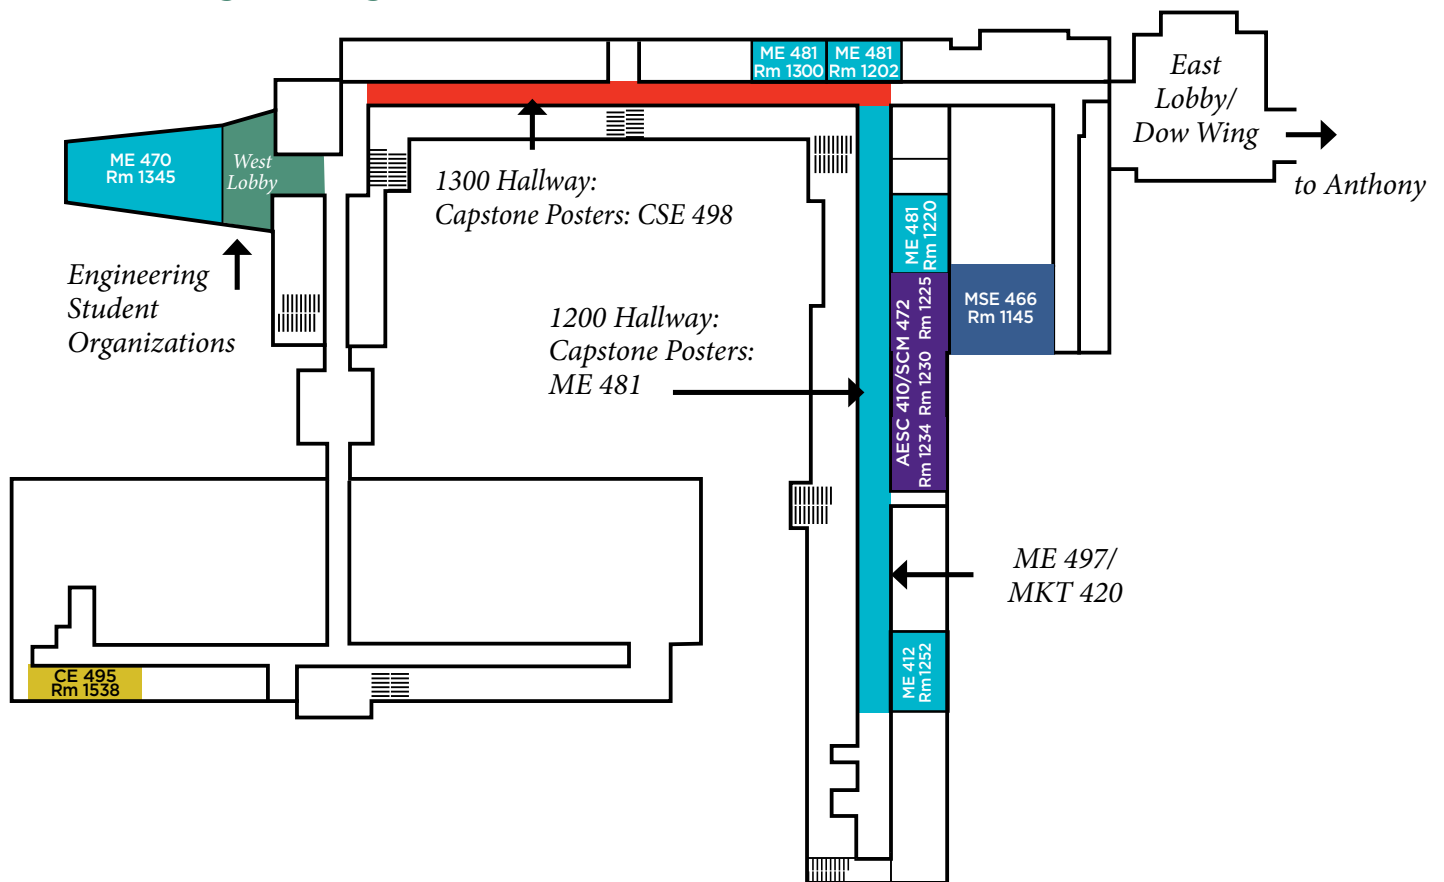 ME 481
Rm 1300
ME 481
Rm 1202
East
Lobby/
Dow Wing
to Anthony
ME 470
Rm 1345
West
Lobby
1300 Hallway:
Capstone Posters: CSE 498
Engineering
Student
Organizations
ME 481
Rm 1220
1200 Hallway:
Capstone Posters:
ME 481
AESC 410/SCM 472
Rm 1234 Rm 1230 Rm 1225
MSE 466
Rm 1145
ME 497/
MKT 420
ME 412
Rm 1252
CE 495
Rm 1538